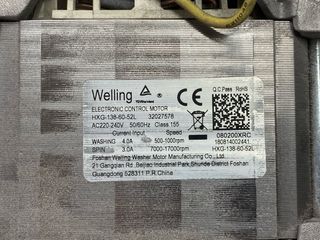 Welling
TÜVRheinland
Q.C Pass RoHS
ELECTRONIC CONTROL MOTOR
HXG-138-60-52L 32027578
AC220-240V 50/60Hz Class 155
Current Input Speed
WASHING 4.0A 500-1000rpm
SPIN 3.0A 7000-17000rpm
080200XRC
180814002441
HXG-138-60-52L
Foshan Welling Washer Motor Manufacturing Co., Ltd.
21 Gangqian Rd.,Beijiao Industrial Park,Shunde District Foshan
Guangdong 528311 P.R.China